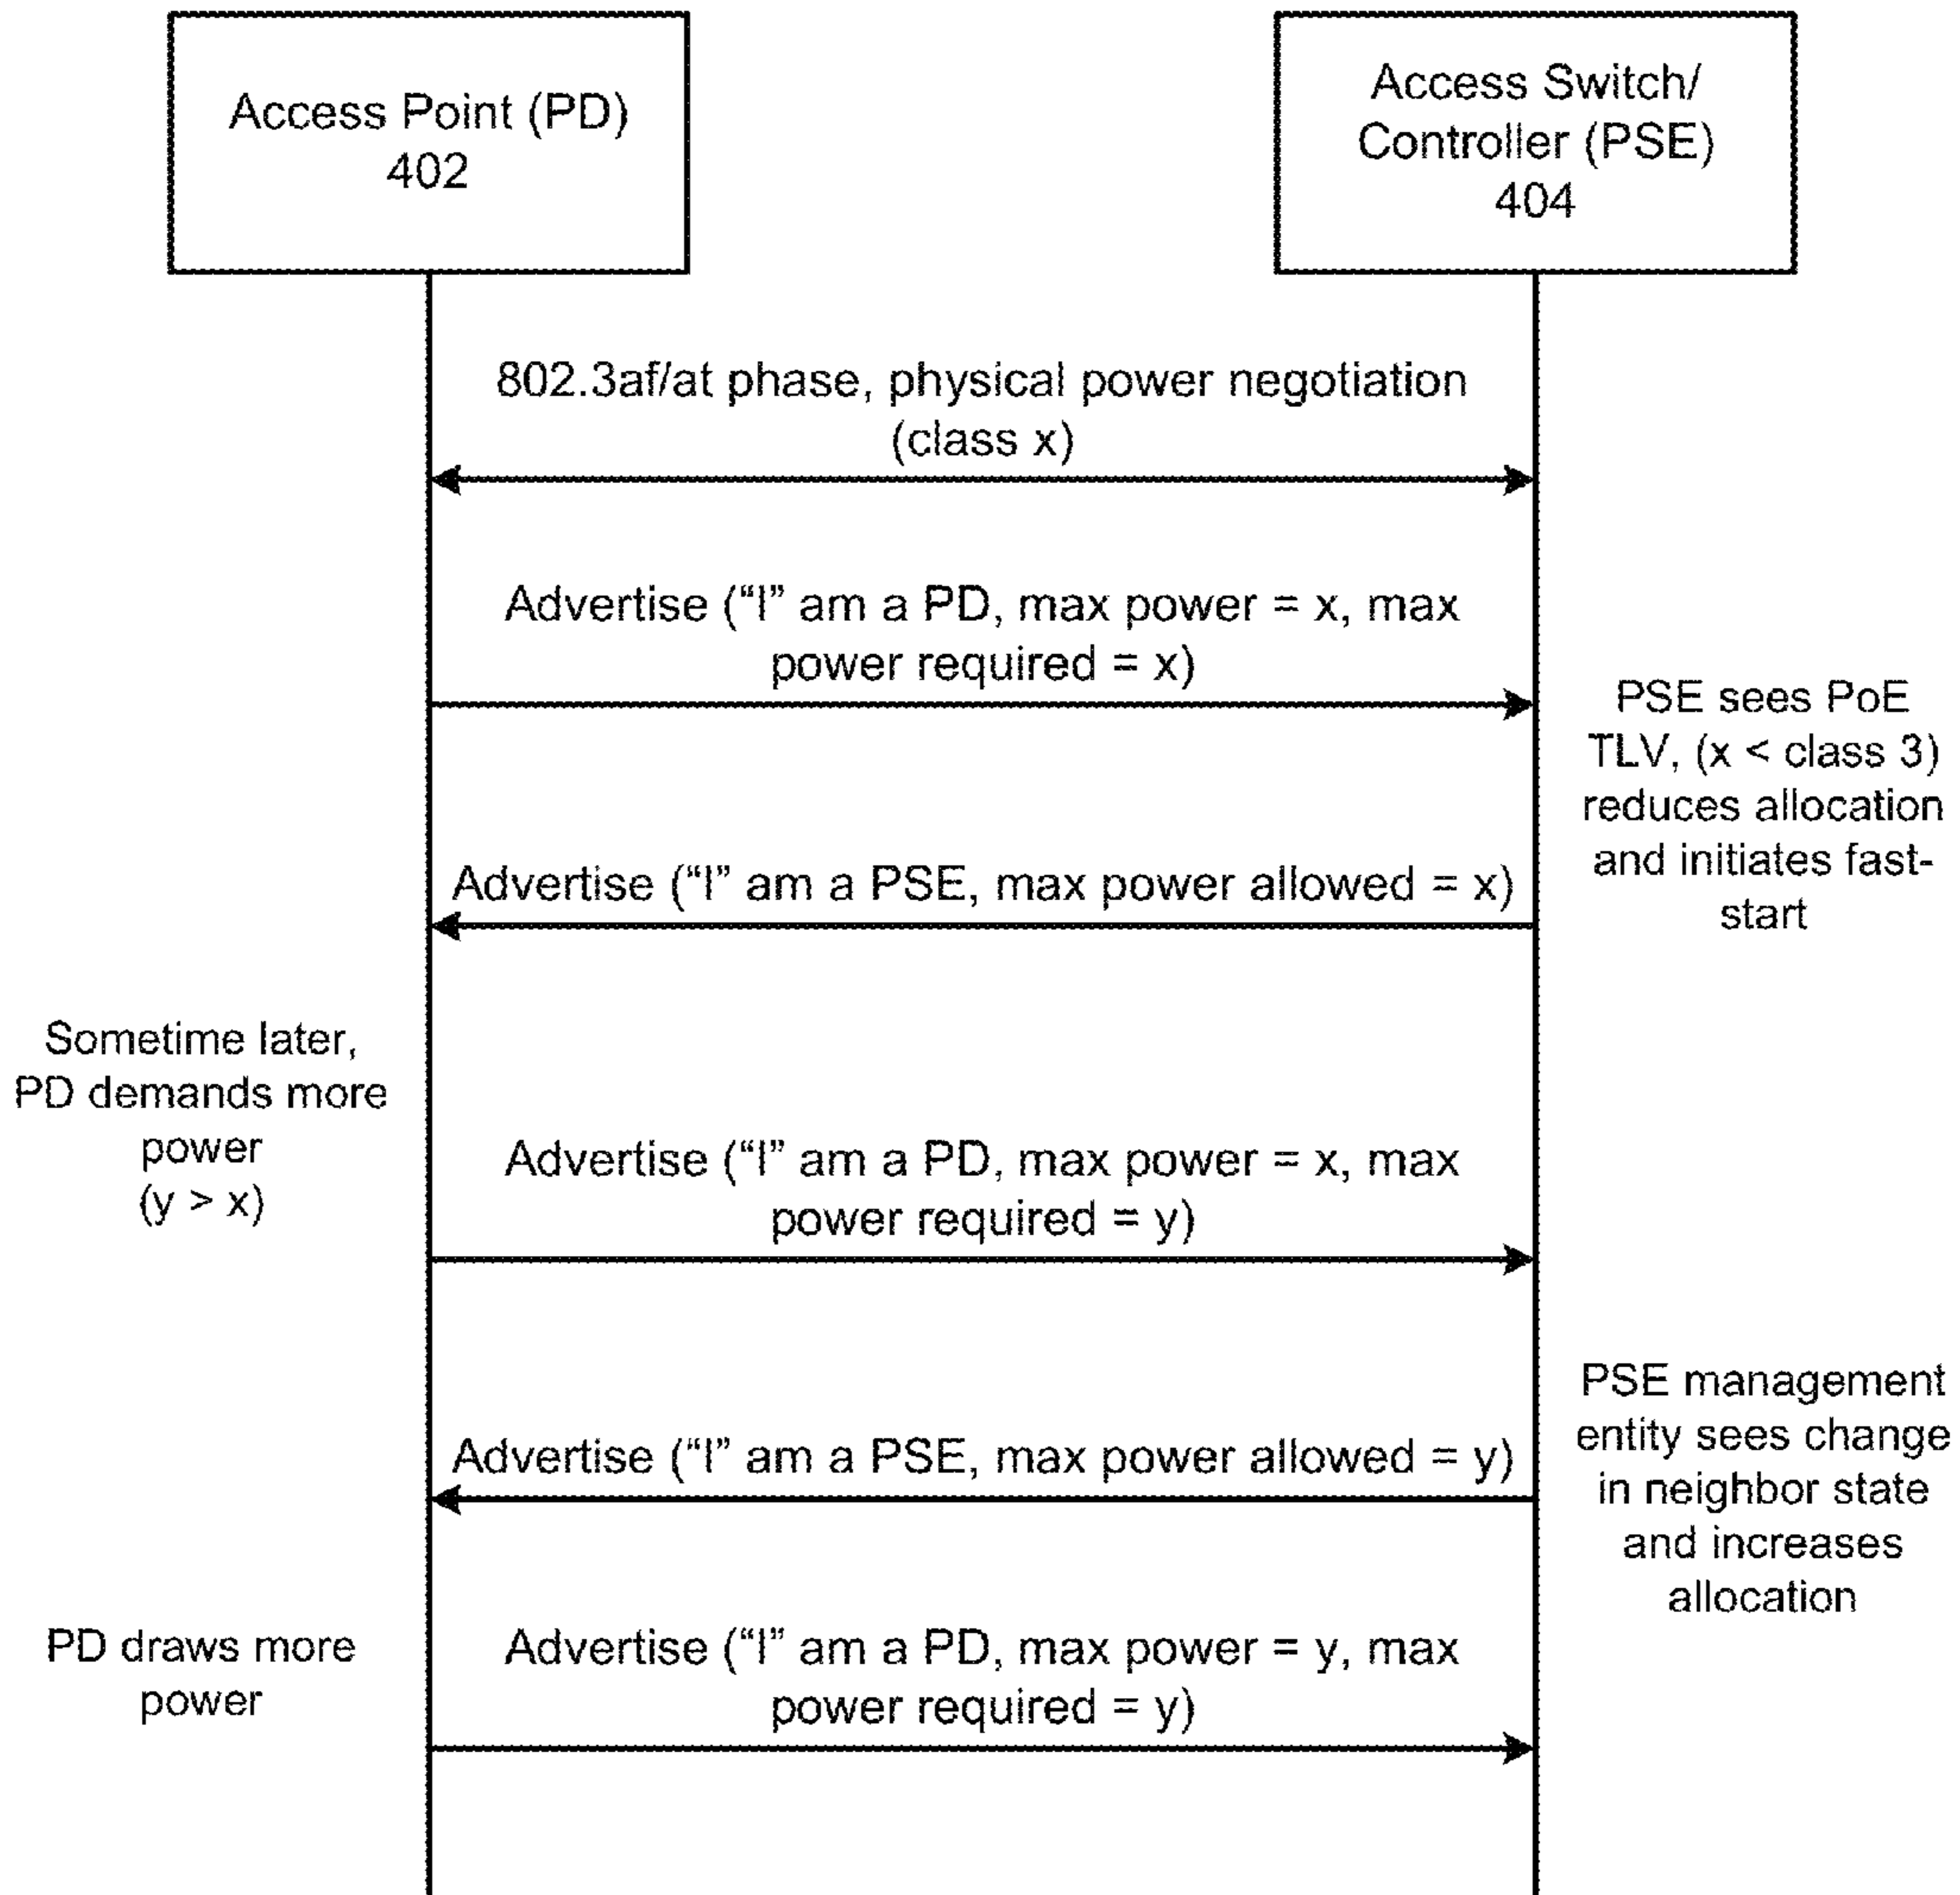 Access Point (PD)
402
Access Switch/
Controller (PSE)
404
802.3af/at phase, physical power negotiation
(class x)
Advertise (“I” am a PD, max power = x, max
power required = x)
PSE sees PoE
TLV, (x < class 3)
reduces allocation
and initiates fast-
start
Advertise (“I” am a PSE, max power allowed = x)
Sometime later,
PD demands more
power
(y > x)
Advertise (“I” am a PD, max power = x, max
power required = y)
PSE management
entity sees change
in neighbor state
and increases
allocation
Advertise (“I” am a PSE, max power allowed = y)
PD draws more
power
Advertise (“I” am a PD, max power = y, max
power required = y)